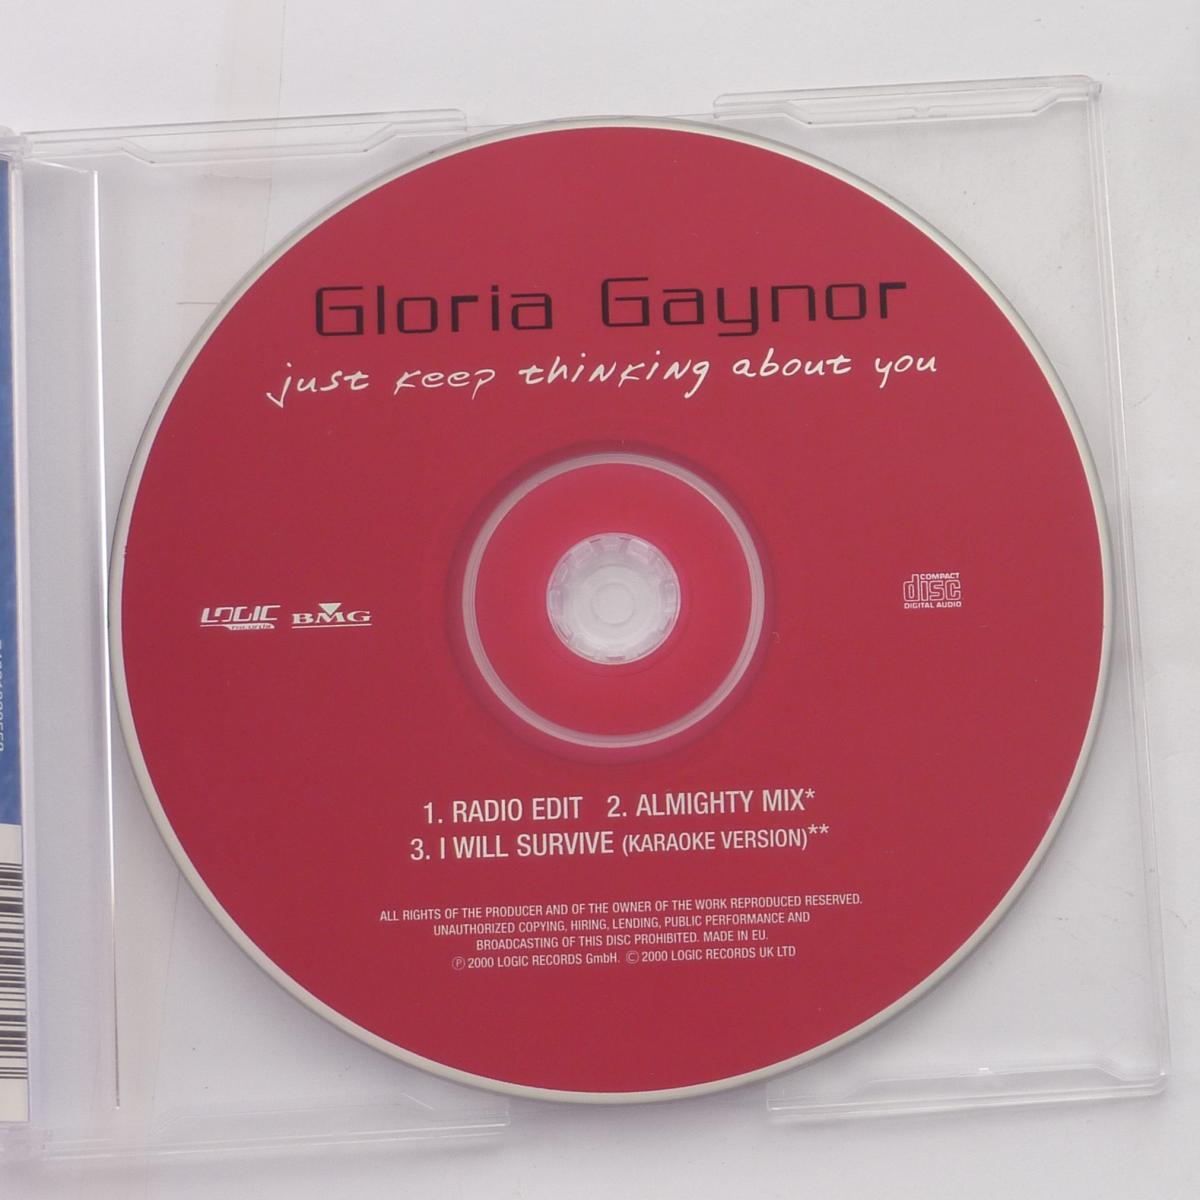 Gloria Gaynor
just keep thinking about you
LOGIC
RECORDS
BMG
COMPACT
disc
DIGITAL AUDIO
1. RADIO EDIT 2. ALMIGHTY MIX*
3. I WILL SURVIVE (KARAOKE VERSION)**
ALL RIGHTS OF THE PRODUCER AND OF THE OWNER OF THE WORK REPRODUCED RESERVED.
UNAUTHORIZED COPYING, HIRING, LENDING, PUBLIC PERFORMANCE AND
BROADCASTING OF THIS DISC PROHIBITED. MADE IN EU.
Ⓟ 2000 LOGIC RECORDS GmbH. © 2000 LOGIC RECORDS UK LTD